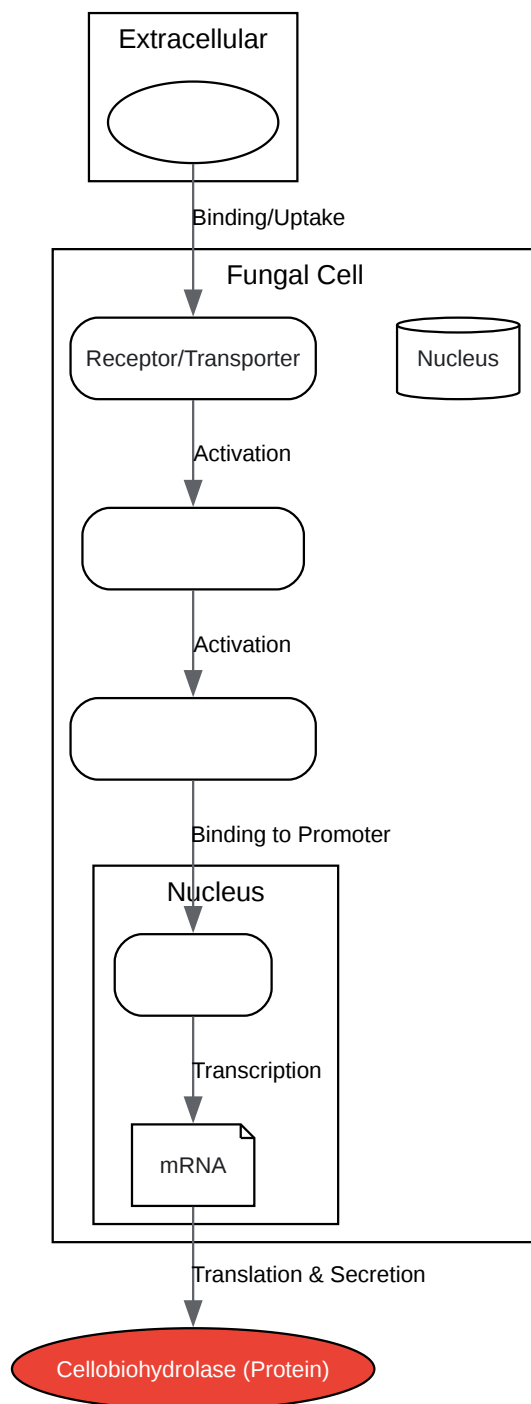 Extracellular
Binding/Uptake
Fungal Cell
Receptor/Transporter
Nucleus
Activation
Activation
Binding to Promoter
Nucleus
Transcription
mRNA
Translation & Secretion
Cellobiohydrolase (Protein)